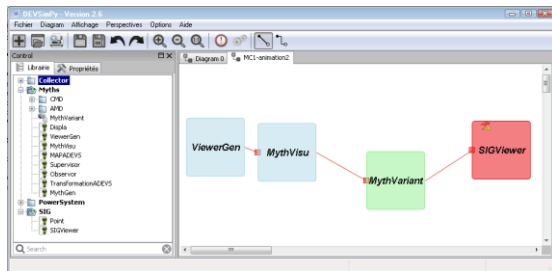 DEVSimPy - Version 2.6
Fichier Diagram Affichage Perspectives Options Aide
Control
Diagram 0 MC1-animation2
Librairie Propriétés
Collector
Myths
CMD
AMD
MythVariant
Displa
ViewerGen
MythVisu
MAPADEVS
Supervisor
Observor
TransformationADEVS
MythGen
PowerSystem
SIG
Point
SIGViewer
Search
ViewerGen
MythVisu
MythVariant
SIGViewer